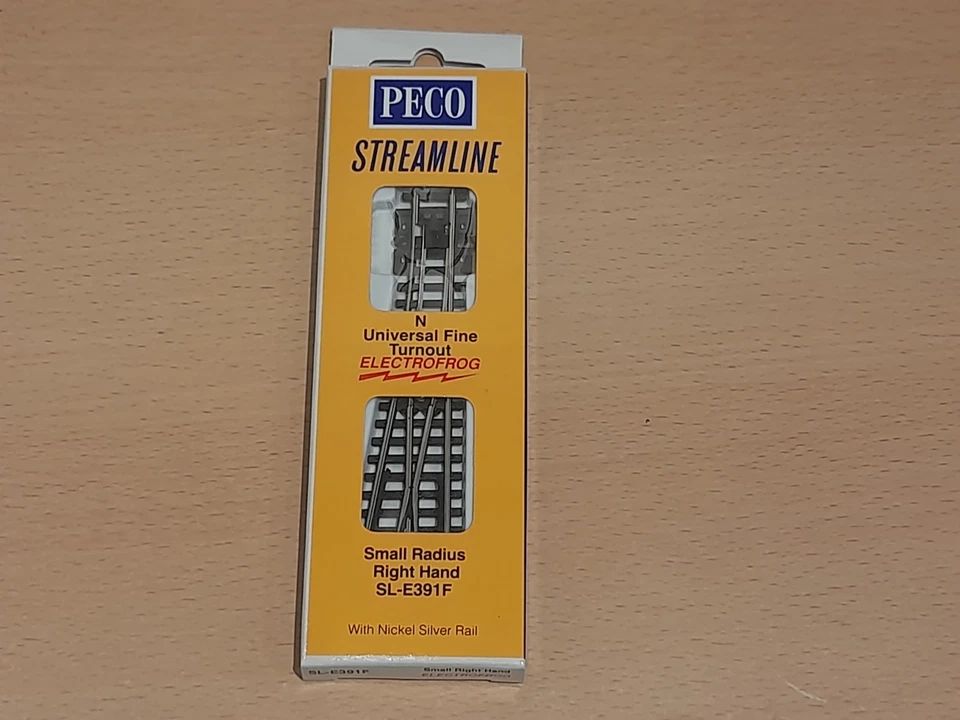 PECO
STREAMLINE
N
Universal Fine
Turnout
ELECTROFROG
Small Radius
Right Hand
SL-E391F
With Nickel Silver Rail
SL-E391F
Small Right Hand
ELECTROFROG